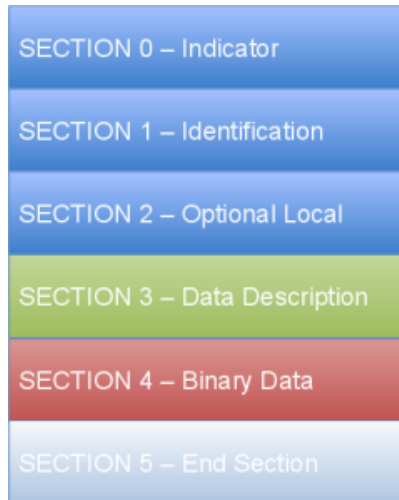 SECTION 0 – Indicator
SECTION 1 – Identification
SECTION 2 – Optional Local
SECTION 3 – Data Description
SECTION 4 – Binary Data
SECTION 5 – End Section